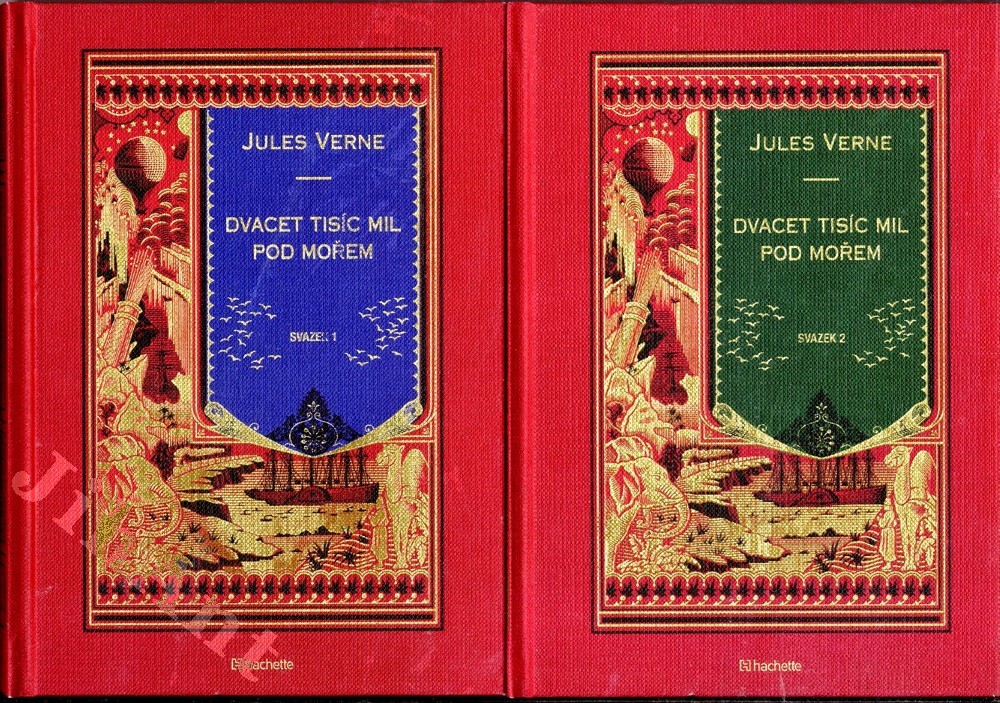 JULES VERNE
DVACET TISÍC MIL
POD MOŘEM
SVAZEK 1
hachette
JULES VERNE
DVACET TISÍC MIL
POD MOŘEM
SVAZEK 2
hachette